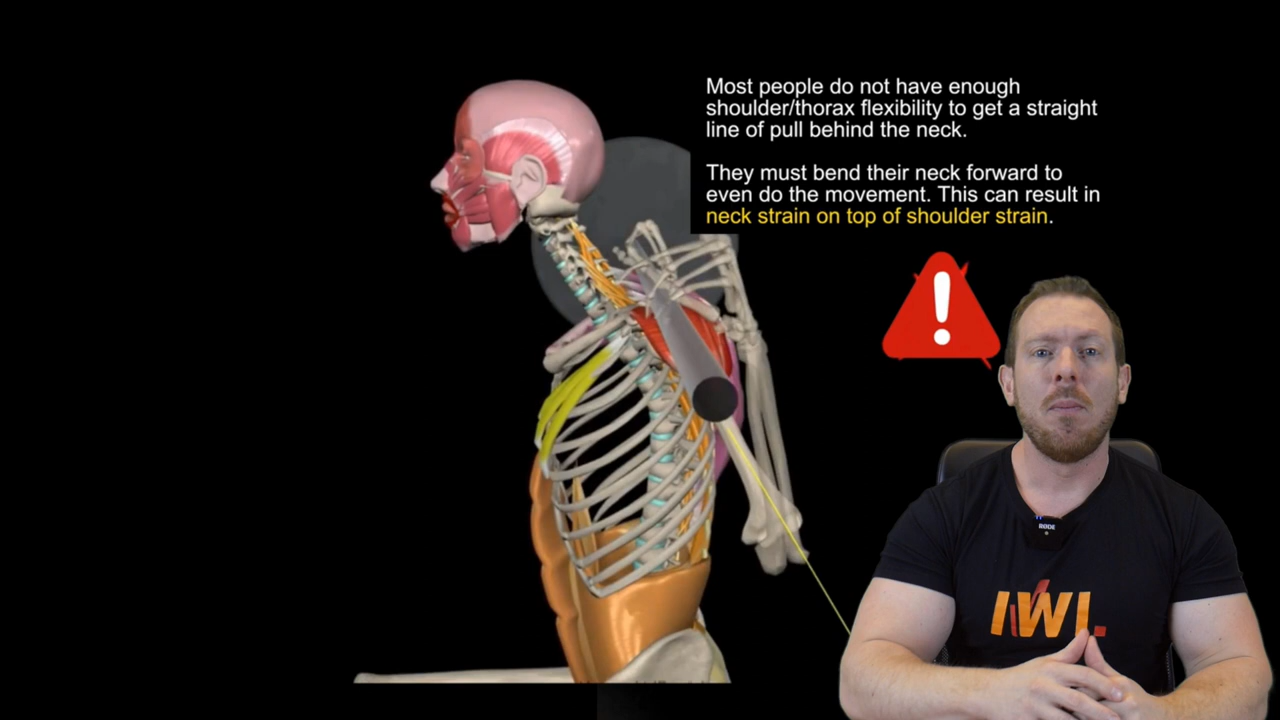 Most people do not have enough
shoulder/thorax flexibility to get a straight
line of pull behind the neck.
They must bend their neck forward to
even do the movement. This can result in
neck strain on top of shoulder strain.
RØDE
IWI.